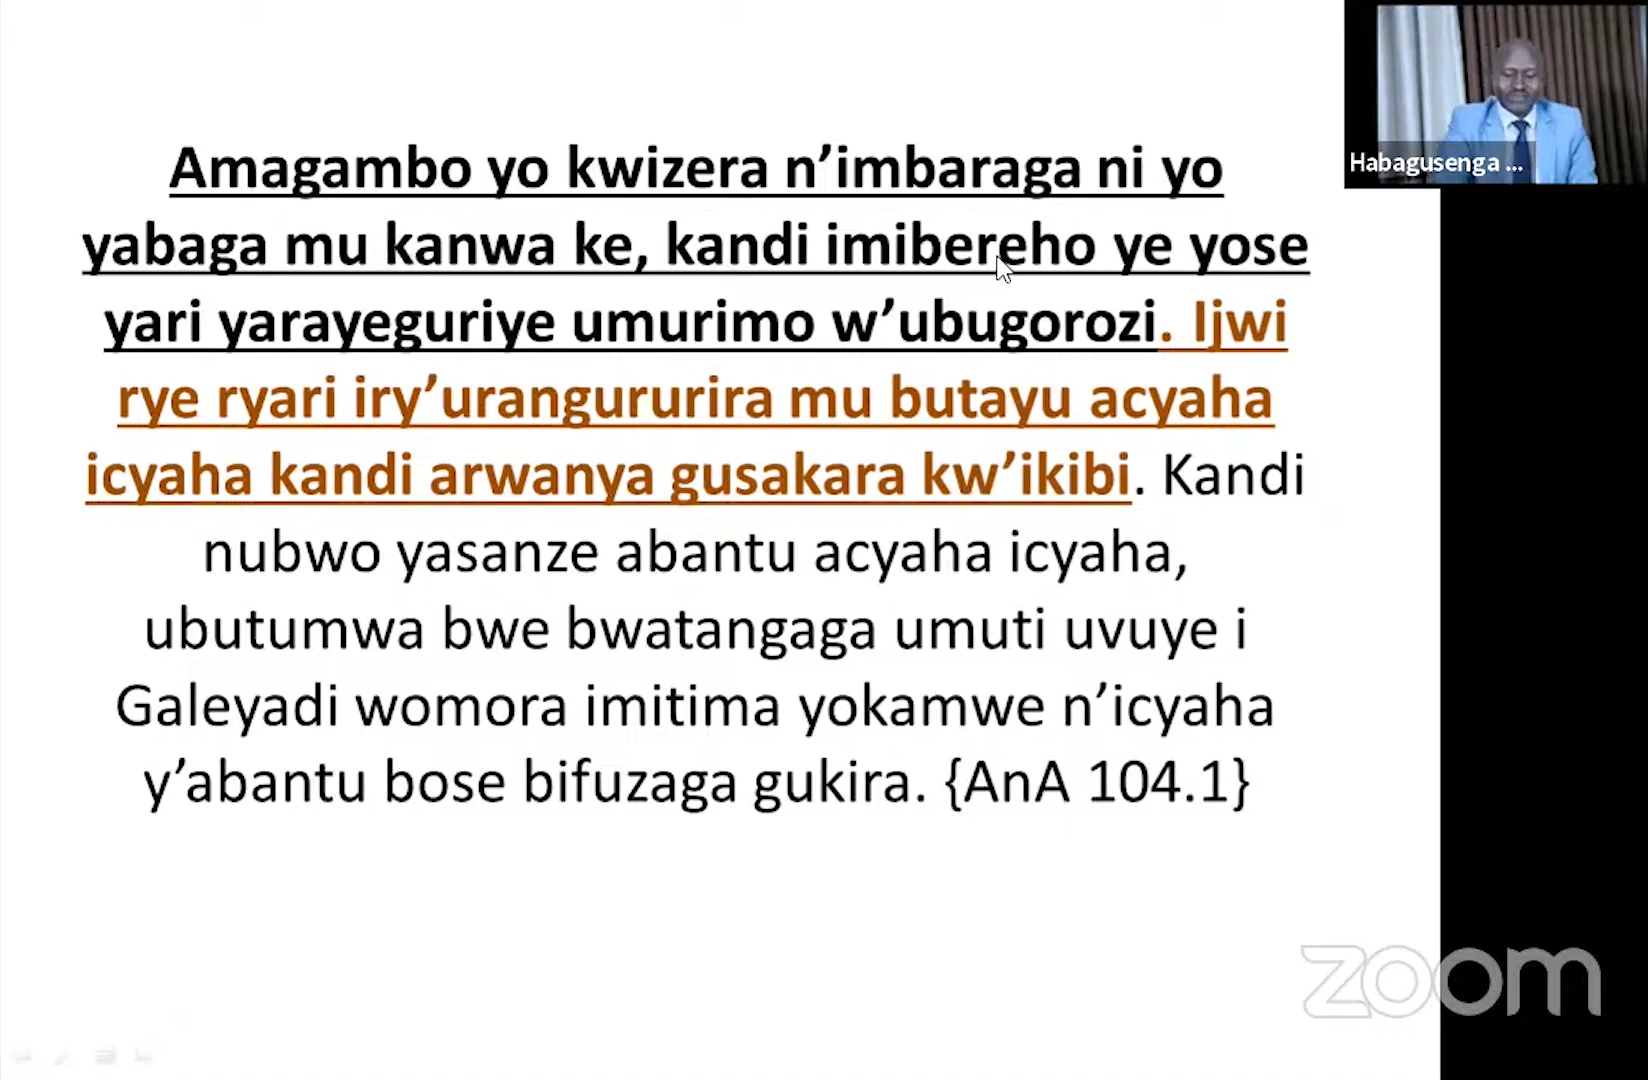 Amagambo yo kwizera n’imbaraga ni yo
yabaga mu kanwa ke, kandi imibereho ye yose
yari yarayeguriye umurimo w’ubugorozi. Ijwi
rye ryari iry’urangururira mu butayu acyaha
icyaha kandi arwanya gusakara kw’ikibi. Kandi
nubwo yasanze abantu acyaha icyaha,
ubutumwa bwe bwatangaga umuti uvuye i
Galeyadi womora imitima yokamwe n’icyaha
y’abantu bose bifuzaga gukira. {AnA 104.1}
Habagusenga ...
zoom